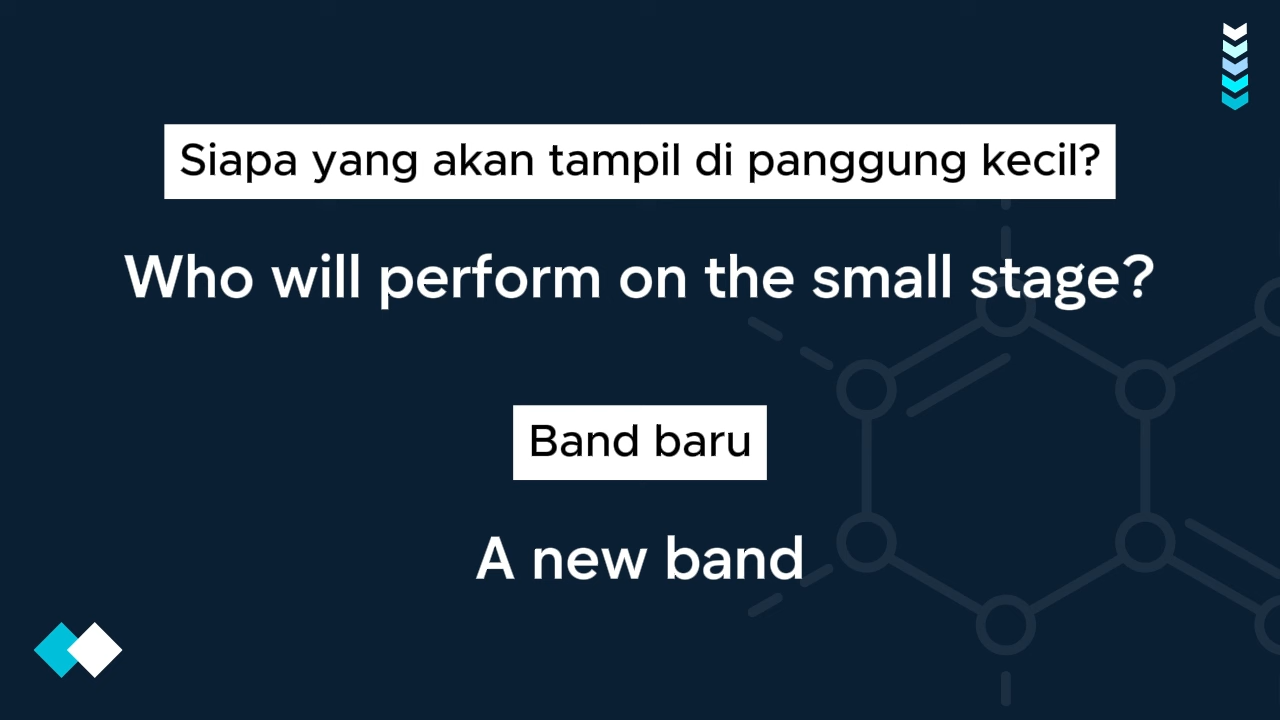 Siapa yang akan tampil di panggung kecil?
Who will perform on the small stage?
Band baru
A new band